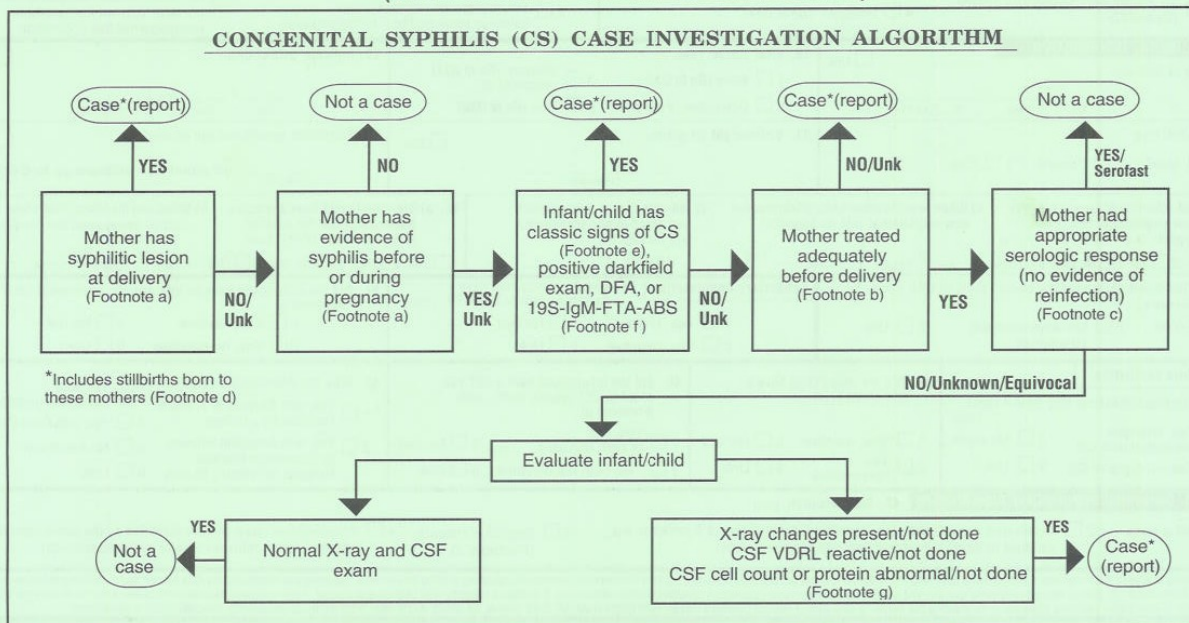 CONGENITAL SYPHILIS (CS) CASE INVESTIGATION ALGORITHM
Case*(report)
Not a case
Case*(report)
Case*(report)
Not a case
YES
NO
YES
NO/Unk
YES/
Serofast
Mother has
syphilitic lesion
at delivery
(Footnote a)
NO/
Unk
Mother has
evidence of
syphilis before
or during
pregnancy
(Footnote a)
YES/
Unk
Infant/child has
classic signs of CS
(Footnote e),
positive darkfield
exam, DFA, or
19S-IgM-FTA-ABS
(Footnote f)
NO/
Unk
Mother treated
adequately
before delivery
(Footnote b)
YES
Mother had
appropriate
serologic response
(no evidence of
reinfection)
(Footnote c)
*Includes stillbirths born to
these mothers (Footnote d)
NO/Unknown/Equivocal
Evaluate infant/child
Not a
case
YES
Normal X-ray and CSF
exam
X-ray changes present/not done
CSF VDRL reactive/not done
CSF cell count or protein abnormal/not done
(Footnote g)
YES
Case*
(report)